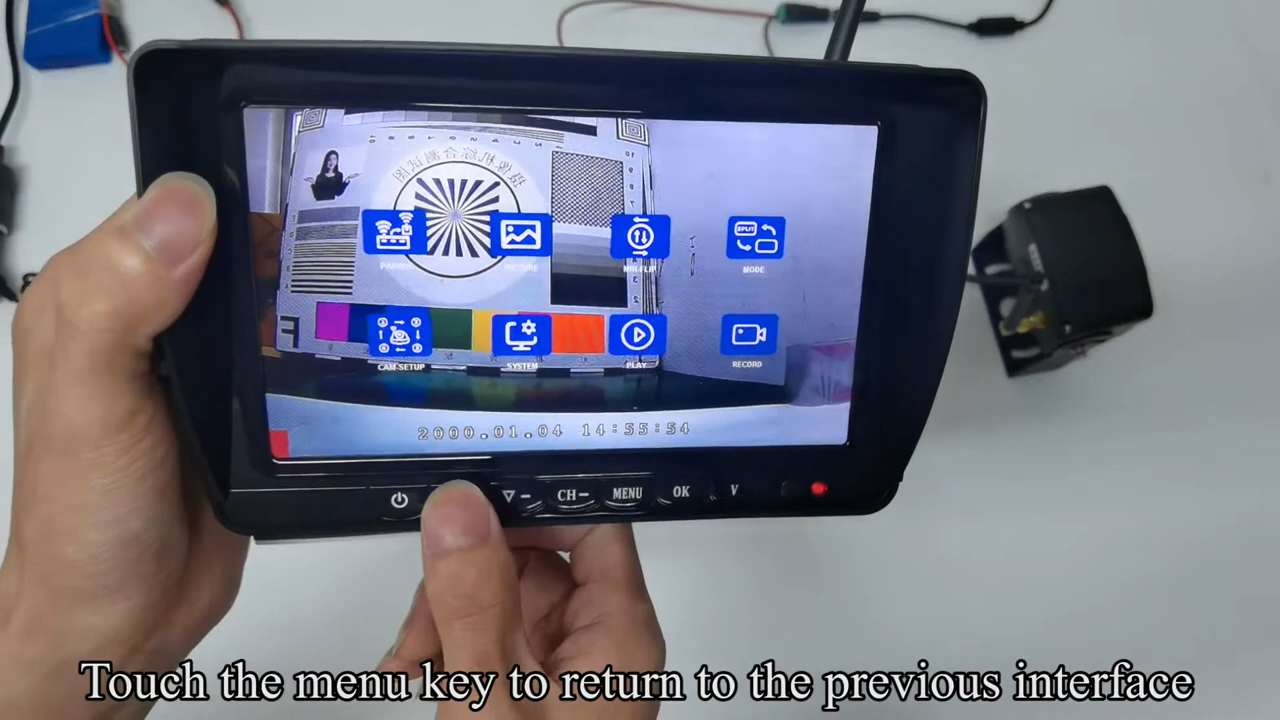 SPLIT
MIR-FLIP
MODE
CAM-SETUP
SYSTEM
PLAY
RECORD
2000.01.04 14:55:54
▽−
CH−
MENU
OK
V
Touch the menu key to return to the previous interface